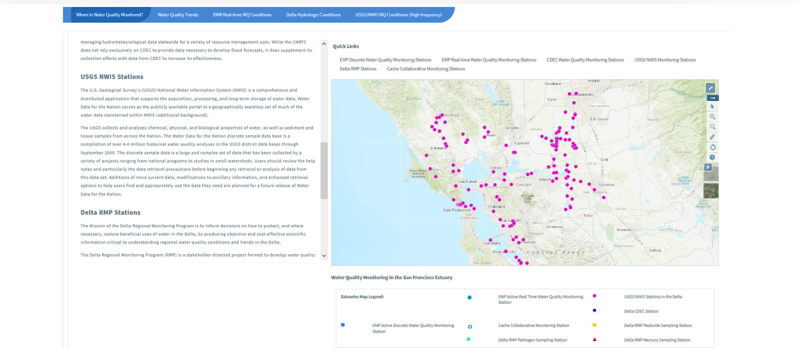 Where Is Water Quality Monitored?
Water Quality Trends
DWR Real-time WQ Conditions
Delta Hydrologic Conditions
USGS/DWR WQ Conditions (High frequency)
managing hydrometeorological data statewide for a variety of resource management uses. While the CNRFC
does not rely exclusively on CDEC to provide data necessary to develop flood forecasts, it does supplement its
collection efforts with data from CDEC to increase its effectiveness.
USGS NWIS Stations
The U.S. Geological Survey's (USGS) National Water Information System (NWIS) is a comprehensive and
distributed application that supports the acquisition, processing, and long-term storage of water data. Water
Data for the Nation serves as the publicly available portal to a geographically seamless set of much of the
water data maintained within NWIS (additional background).
The USGS collects and analyzes chemical, physical, and biological properties of water, as well as sediment and
tissue samples from across the Nation. The Water Data for the Nation discrete sample data base is a
compilation of over 4.4 million historical water quality analyses in the USGS district data bases through
September 2005. The discrete sample data is a large and complex set of data that has been collected by a
variety of projects ranging from national programs to studies in small watersheds. Users should review the help
notes and particularly the data retrieval precautions before beginning any retrieval or analysis of data from
this data set. Additions of more current data, modifications to ancillary information, and enhanced retrieval
options to help users find and appropriately use the data they need are planned for a future release of Water
Data for the Nation.
Delta RMP Stations
The Mission of the Delta Regional Monitoring Program is to inform decisions on how to protect, and where
necessary, restore beneficial uses of water in the Delta, by producing objective and cost-effective scientific
information critical to understanding regional water quality conditions and trends in the Delta.
The Delta Regional Monitoring Program (RMP) is a stakeholder-directed project formed to develop water quality
Quick Links
EMP Discrete Water Quality Monitoring Stations
EMP Real-time Water Quality Monitoring Stations
CDEC Water Quality Monitoring Stations
USGS NWIS Monitoring Stations
Delta RMP Stations
Cache Collaborative Monitoring Stations
San Francisco
Water Quality Monitoring in the San Francisco Estuary
Estuaries Map Legend:
EMP Active Real Time Water Quality Monitoring
Station
USGS NWIS Stations in the Delta
Delta CDEC Station
EMP Active Discrete Water Quality Monitoring
Station
Cache Collaborative Monitoring Station
Delta RMP Pesticide Sampling Station
Delta RMP Pathogen Sampling Station
Delta RMP Mercury Sampling Station